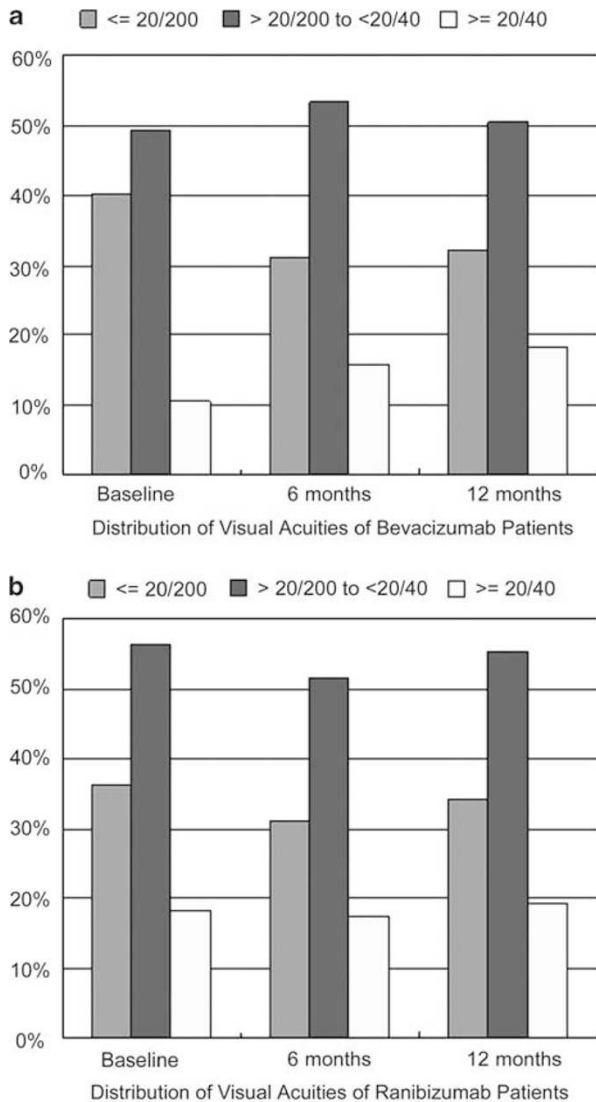 a
<= 20/200 > 20/200 to <20/40 >= 20/40
60%
50%
40%
30%
20%
10%
0%
Baseline 6 months 12 months
Distribution of Visual Acuities of Bevacizumab Patients
b
<= 20/200 > 20/200 to <20/40 >= 20/40
60%
50%
40%
30%
20%
10%
0%
Baseline 6 months 12 months
Distribution of Visual Acuities of Ranibizumab Patients